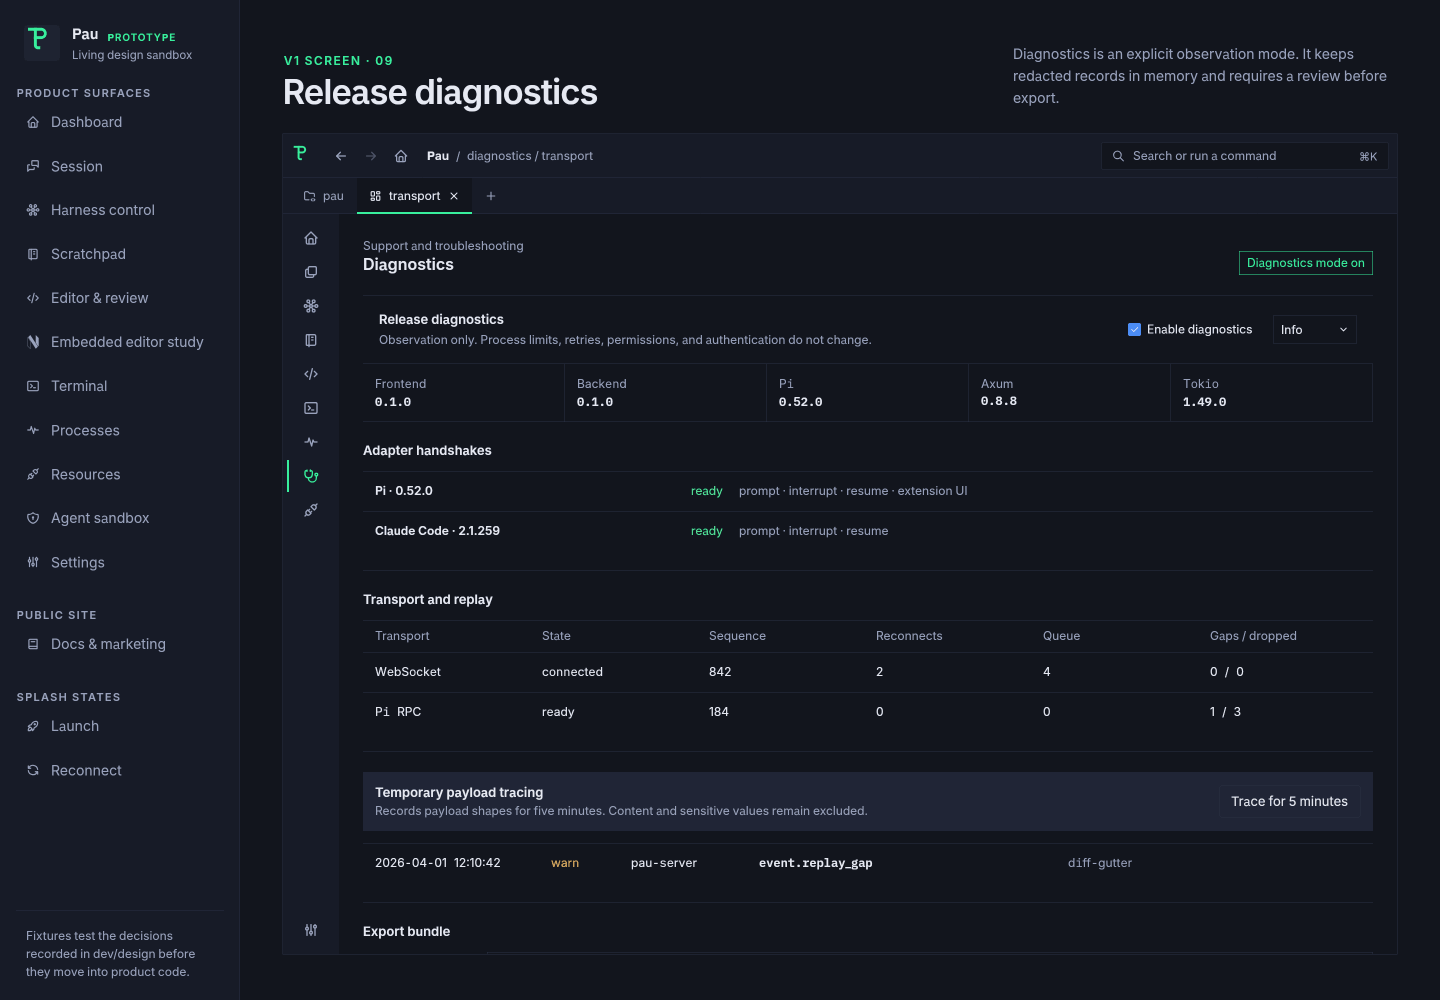 Pau PROTOTYPE
Living design sandbox
PRODUCT SURFACES
Dashboard
Session
Harness control
Scratchpad
Editor & review
Embedded editor study
Terminal
Processes
Resources
Agent sandbox
Settings
PUBLIC SITE
Docs & marketing
SPLASH STATES
Launch
Reconnect
Fixtures test the decisions
recorded in dev/design before
they move into product code.
V1 SCREEN · 09
Release diagnostics
Diagnostics is an explicit observation mode. It keeps
redacted records in memory and requires a review before
export.
Pau / diagnostics / transport
Search or run a command ⌘K
pau
transport
Support and troubleshooting
Diagnostics
Diagnostics mode on
Release diagnostics
Observation only. Process limits, retries, permissions, and authentication do not change.
Enable diagnostics
Info
Frontend
0.1.0
Backend
0.1.0
Pi
0.52.0
Axum
0.8.8
Tokio
1.49.0
Adapter handshakes
Pi · 0.52.0 ready prompt · interrupt · resume · extension UI
Claude Code · 2.1.259 ready prompt · interrupt · resume
Transport and replay
Transport State Sequence Reconnects Queue Gaps / dropped
WebSocket connected 842 2 4 0 / 0
Pi RPC ready 184 0 0 1 / 3
Temporary payload tracing
Records payload shapes for five minutes. Content and sensitive values remain excluded.
Trace for 5 minutes
2026-04-01 12:10:42 warn pau-server event.replay_gap diff-gutter
Export bundle